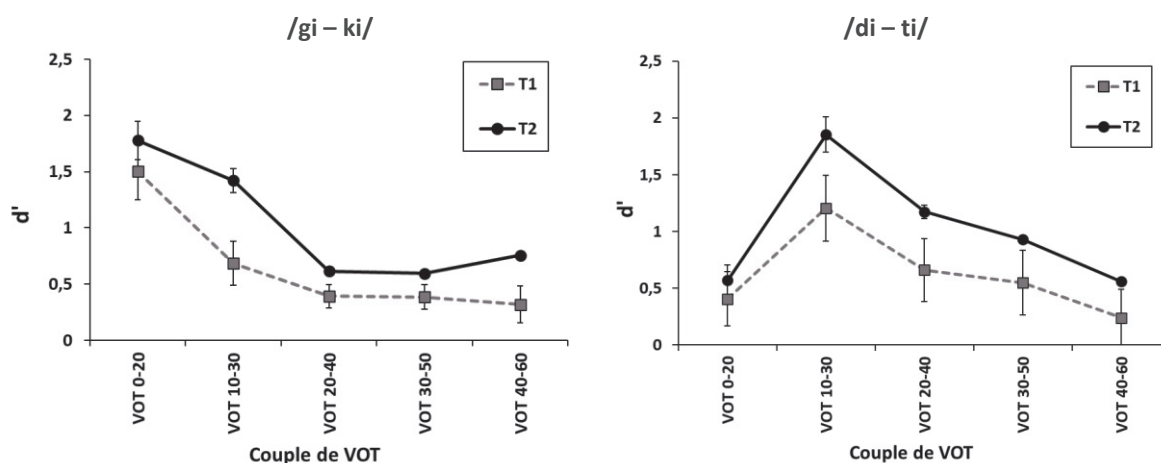 /gi – ki/
2,5
2
1,5
1
0,5
0
d'
T1
T2
VOT 0-20
VOT 10-30
VOT 20-40
VOT 30-50
VOT 40-60
Couple de VOT
/di – ti/
2,5
2
1,5
1
0,5
0
d'
T1
T2
VOT 0-20
VOT 10-30
VOT 20-40
VOT 30-50
VOT 40-60
Couple de VOT